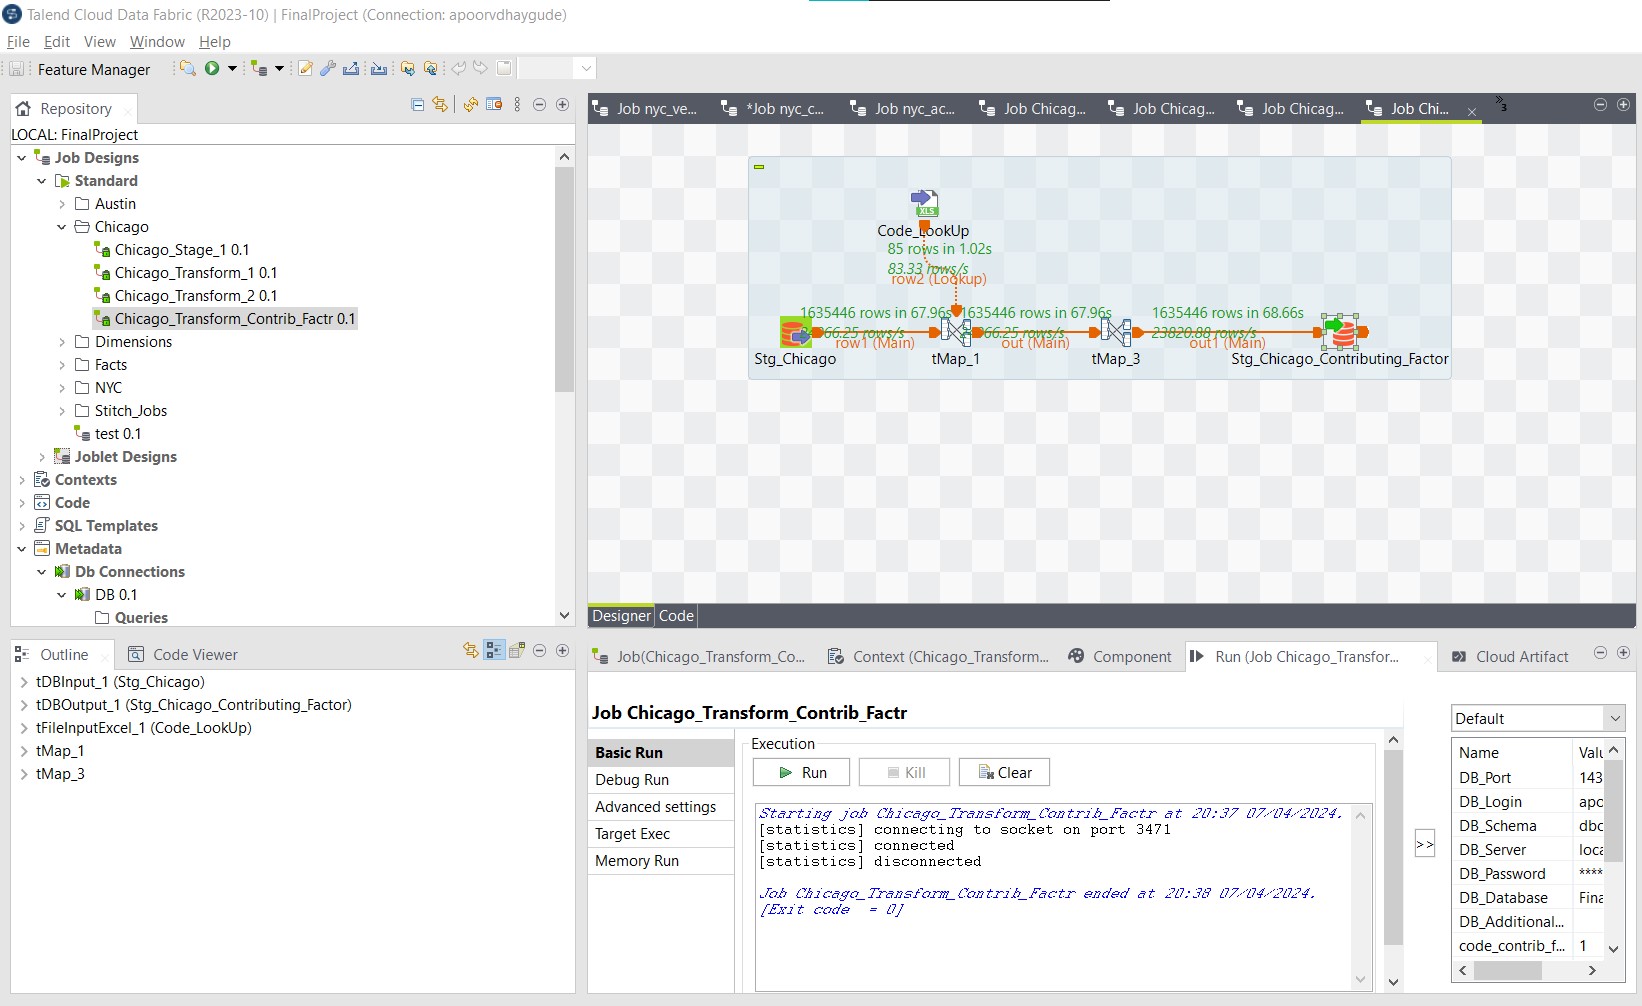 Talend Cloud Data Fabric (R2023-10) | FinalProject (Connection: apoorvdhaygude)
File Edit View Window Help
Feature Manager
Repository
LOCAL: FinalProject
Job Designs
Standard
Austin
Chicago
Chicago_Stage_1 0.1
Chicago_Transform_1 0.1
Chicago_Transform_2 0.1
Chicago_Transform_Contrib_Factr 0.1
Dimensions
Facts
NYC
Stitch_Jobs
test 0.1
Joblet Designs
Contexts
Code
SQL Templates
Metadata
Db Connections
DB 0.1
Queries
Job nyc_ve... *Job nyc_c... Job nyc_ac... Job Chicag... Job Chicag... Job Chicag... Job Chi... 3
XLS
Code_LookUp
85 rows in 1.02s
83.33 rows/s
row2 (Lookup)
1635446 rows in 67.96s 1635446 rows in 67.96s 1635446 rows in 68.66s
23820.88 rows/s
row1 (Main) out (Main) out1 (Main)
Stg_Chicago tMap_1 tMap_3 Stg_Chicago_Contributing_Factor
Designer Code
Outline Code Viewer
tDBInput_1 (Stg_Chicago)
tDBOutput_1 (Stg_Chicago_Contributing_Factor)
tFileInputExcel_1 (Code_LookUp)
tMap_1
tMap_3
Job(Chicago_Transform_Co... Context (Chicago_Transform... Component Run (Job Chicago_Transfor... Cloud Artifact
Job Chicago_Transform_Contrib_Factr
Basic Run
Debug Run
Advanced settings
Target Exec
Memory Run
Execution
Run Kill Clear
Starting job Chicago_Transform_Contrib_Factr at 20:37 07/04/2024.
[statistics] connecting to socket on port 3471
[statistics] connected
[statistics] disconnected
Job Chicago_Transform_Contrib_Factr ended at 20:38 07/04/2024.
[Exit code = 0]
>>
Default
Name Valu
DB_Port 143
DB_Login apo
DB_Schema dbo
DB_Server loca
DB_Password ****
DB_Database Fina
DB_Additional...
code_contrib_f... 1